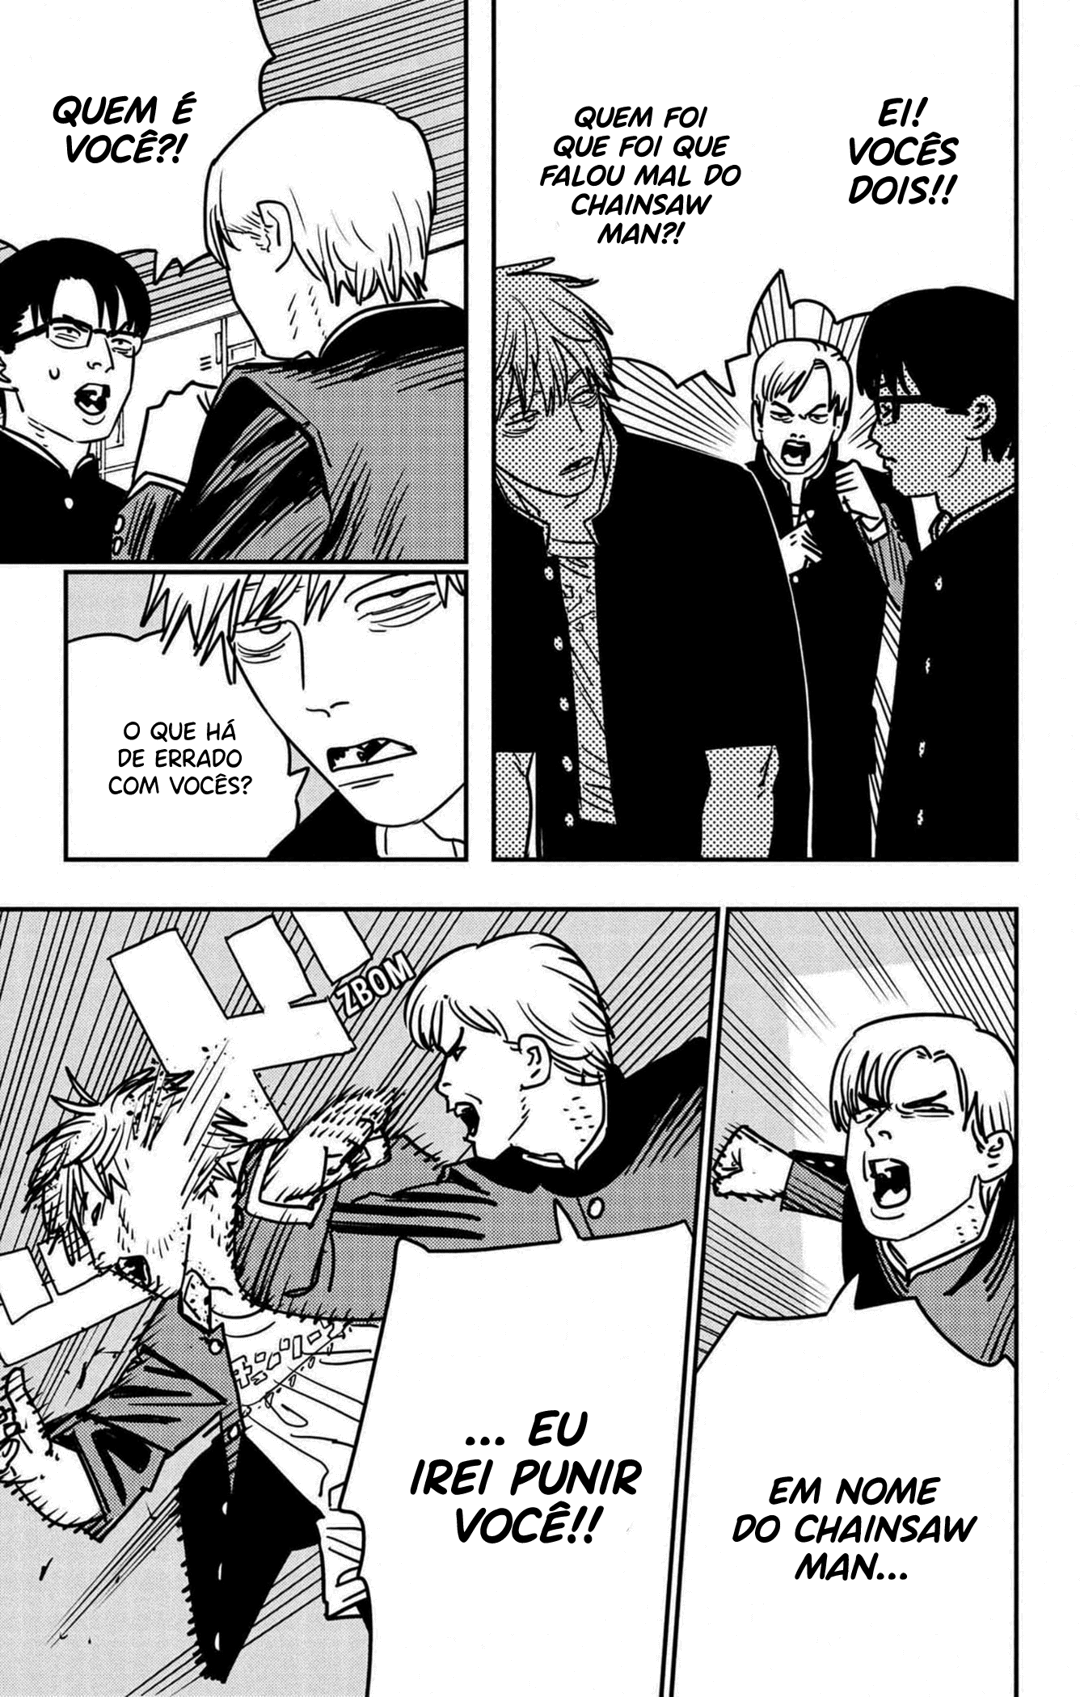 EI!
VOCÊS
DOIS!!
QUEM FOI
QUE FOI QUE
FALOU MAL DO
CHAINSAW
MAN?!
QUEM É
VOCÊ?!
O QUE HÁ
DE ERRADO
COM VOCÊS?
EM NOME
DO CHAINSAW
MAN...
ZBOM
... EU
IREI PUNIR
VOCÊ!!